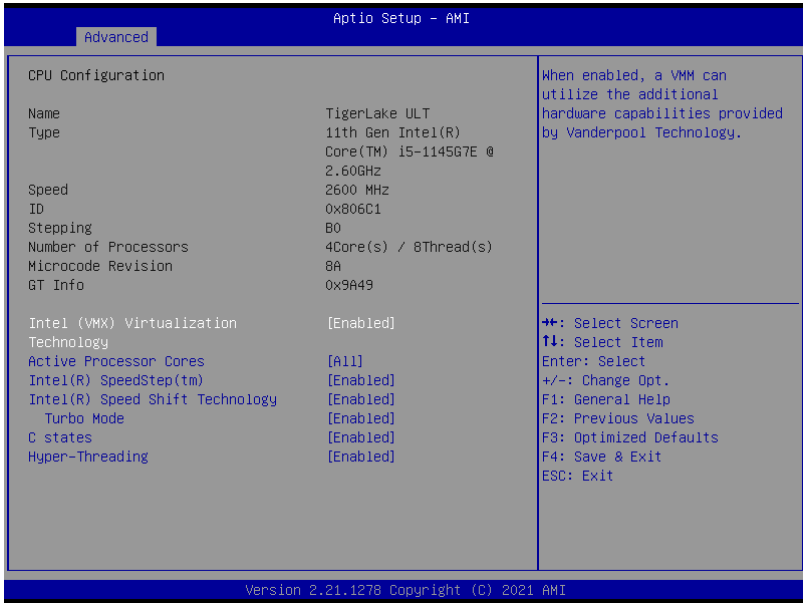 Aptio Setup – AMI
Advanced
CPU Configuration
Name TigerLake ULT
Type 11th Gen Intel(R)
Core(TM) i5-1145G7E @
2.60GHz
Speed 2600 MHz
ID 0x806C1
Stepping B0
Number of Processors 4Core(s) / 8Thread(s)
Microcode Revision 8A
GT Info 0x9A49
Intel (VMX) Virtualization [Enabled]
Technology
Active Processor Cores [All]
Intel(R) SpeedStep(tm) [Enabled]
Intel(R) Speed Shift Technology [Enabled]
Turbo Mode [Enabled]
C states [Enabled]
Hyper-Threading [Enabled]
When enabled, a VMM can
utilize the additional
hardware capabilities provided
by Vanderpool Technology.
→←: Select Screen
↑↓: Select Item
Enter: Select
+/-: Change Opt.
F1: General Help
F2: Previous Values
F3: Optimized Defaults
F4: Save & Exit
ESC: Exit
Version 2.21.1278 Copyright (C) 2021 AMI